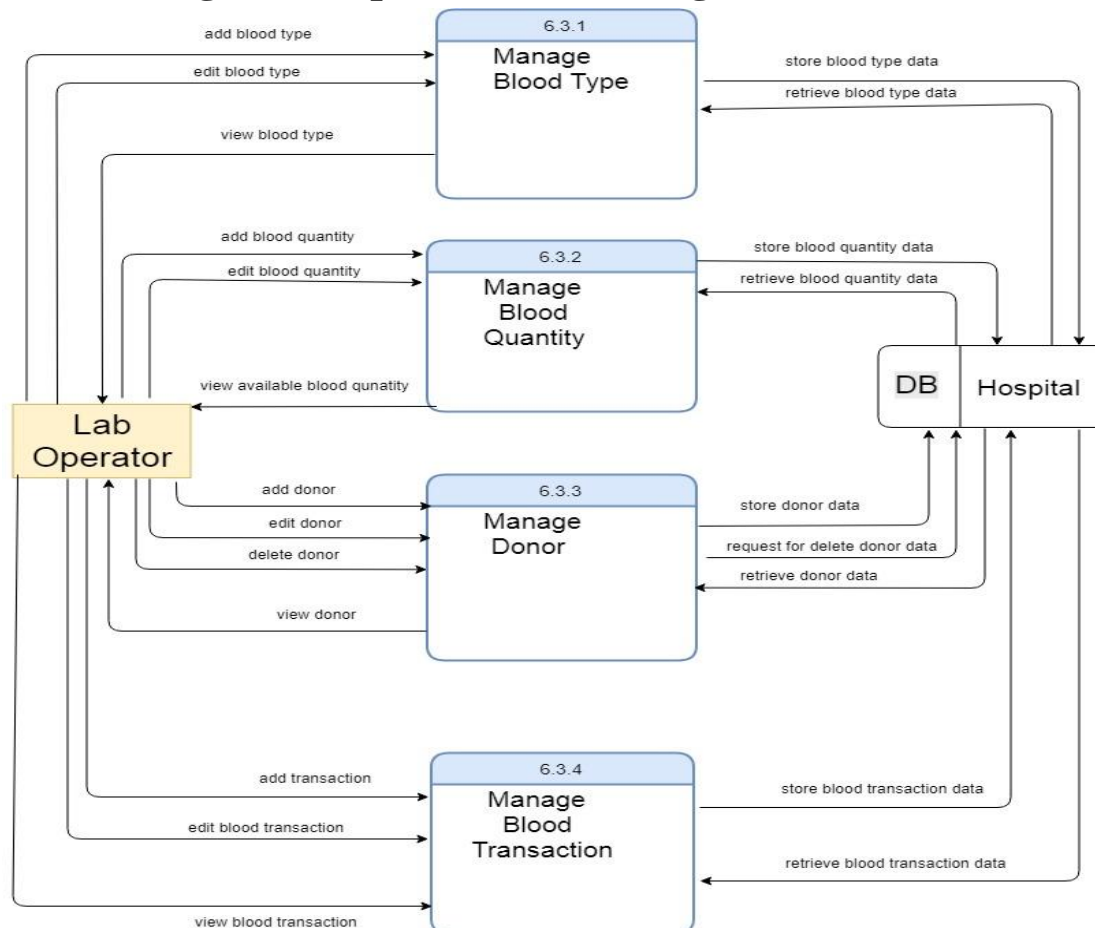 6.3.1
Manage
Blood Type
add blood type
edit blood type
view blood type
store blood type data
retrieve blood type data
6.3.2
Manage
Blood
Quantity
add blood quantity
edit blood quantity
view available blood qunatity
store blood quantity data
retrieve blood quantity data
DB
Hospital
Lab
Operator
6.3.3
Manage
Donor
add donor
edit donor
delete donor
view donor
store donor data
request for delete donor data
retrieve donor data
6.3.4
Manage
Blood
Transaction
add transaction
edit blood transaction
view blood transaction
store blood transaction data
retrieve blood transaction data